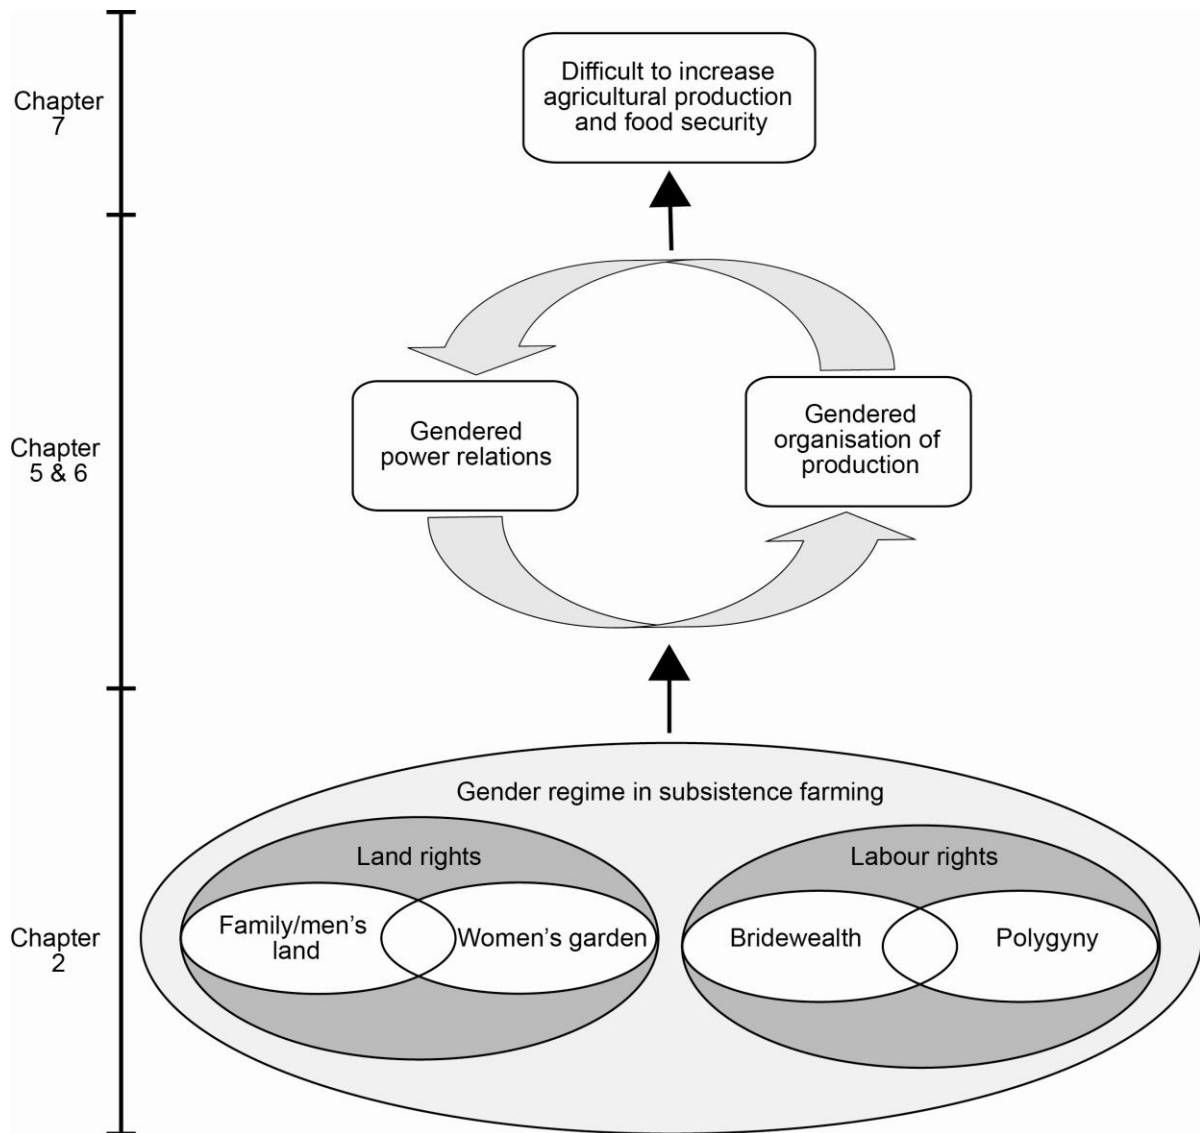 Chapter
7
Difficult to increase
agricultural production
and food security
Chapter
5 & 6
Gendered
power relations
Gendered
organisation of
production
Chapter
2
Gender regime in subsistence farming
Land rights
Family/men’s
land
Women’s garden
Labour rights
Bridewealth
Polygyny